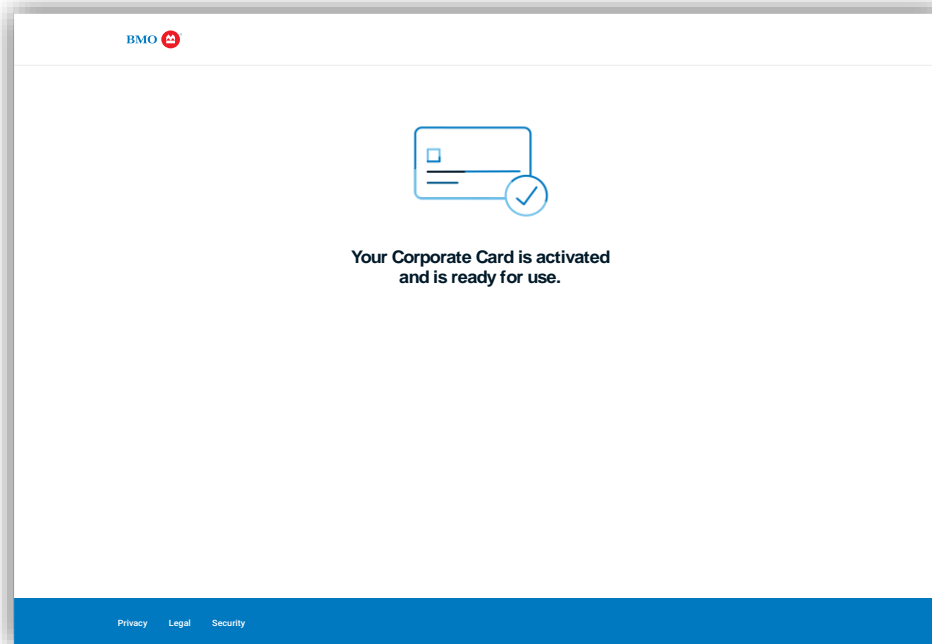 BMO
Your Corporate Card is activated
and is ready for use.
Privacy Legal Security